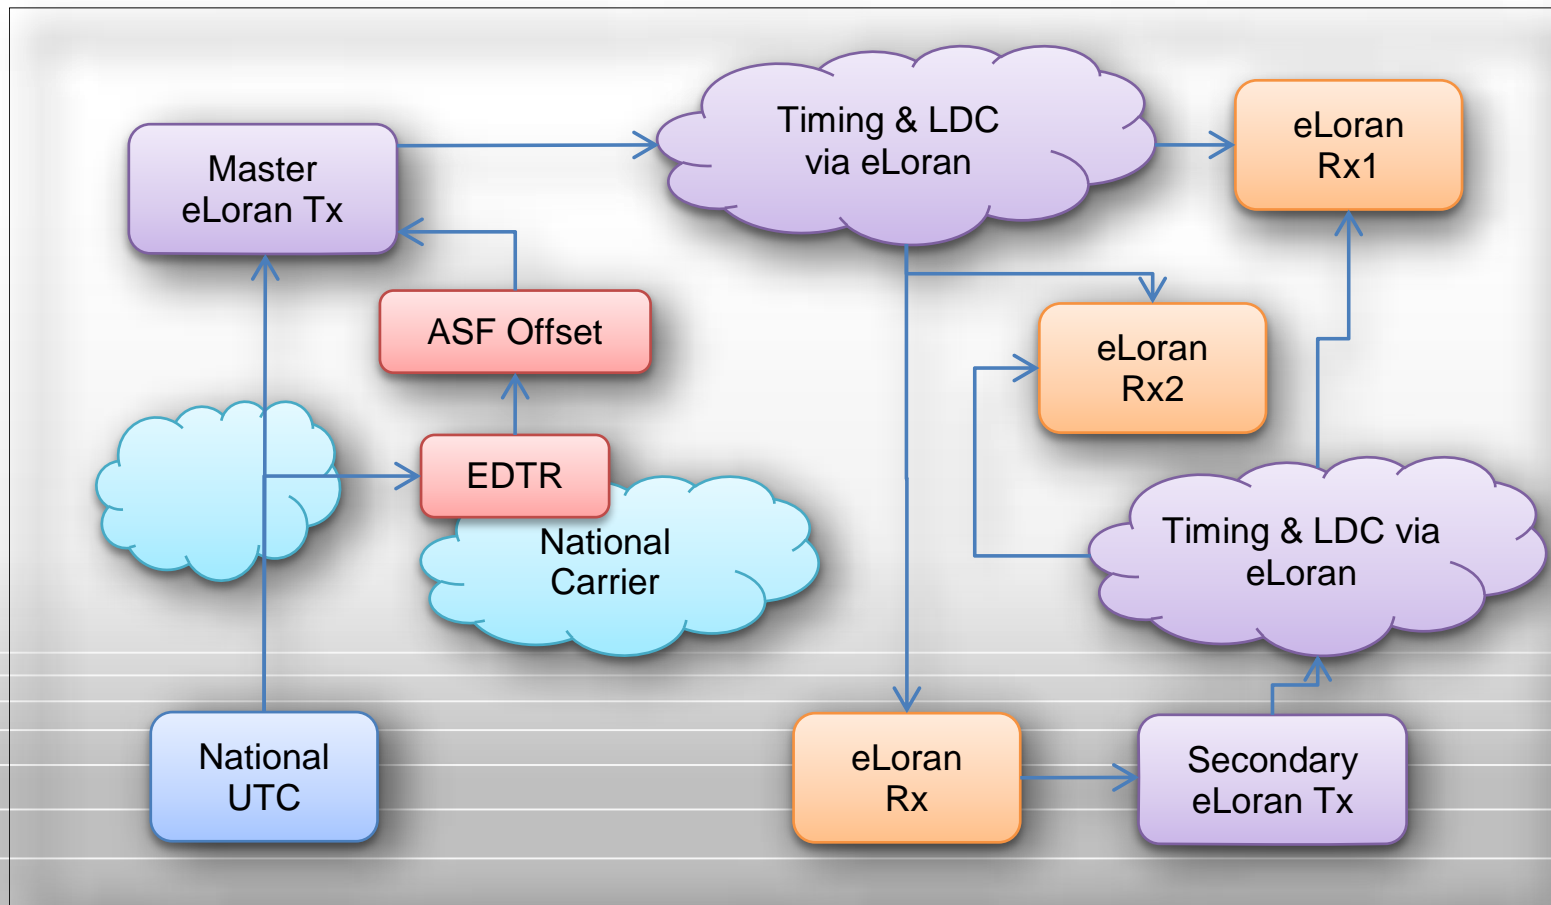 Timing & LDC
via eLoran
eLoran
Rx1
Master
eLoran Tx
ASF Offset
eLoran
Rx2
EDTR
National
Carrier
Timing & LDC via
eLoran
National
UTC
eLoran
Rx
Secondary
eLoran Tx